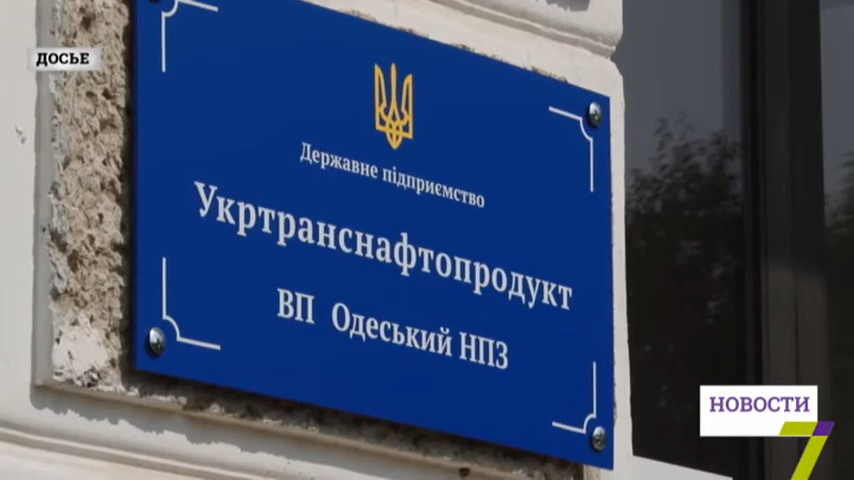 ДОСЬЕ
Державне підприємство
Укртранснафтопродукт
ВП Одеський НПЗ
НОВОСТИ
7